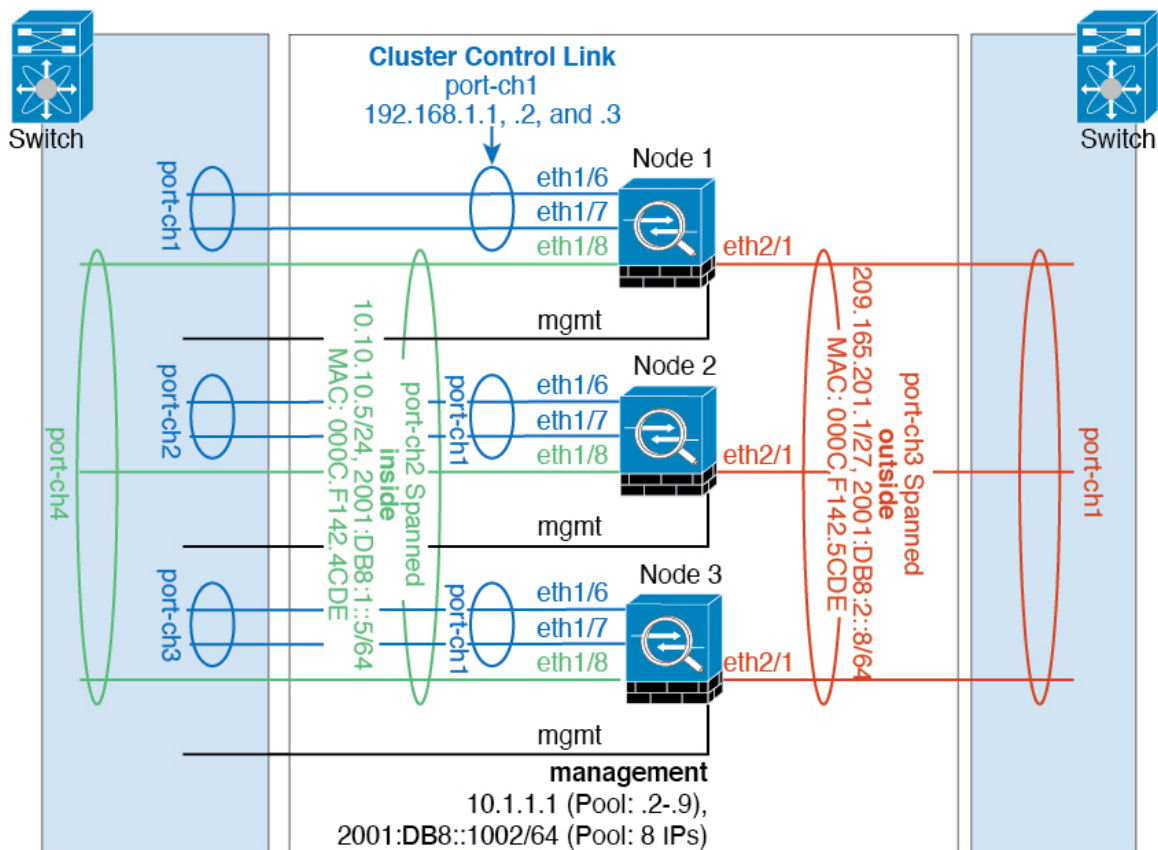 Switch
Switch
Cluster Control Link
port-ch1
192.168.1.1, .2, and .3
Node 1
port-ch1
eth1/6
eth1/7
eth1/8
eth2/1
mgmt
Node 2
port-ch2
port-ch1
eth1/6
eth1/7
eth1/8
eth2/1
mgmt
Node 3
port-ch3
port-ch1
eth1/6
eth1/7
eth1/8
eth2/1
mgmt
port-ch4
port-ch2 Spanned
inside
10.10.10.5/24, 2001:DB8:1::5/64
MAC: 000C.F142.4CDE
port-ch3 Spanned
outside
209.165.201.1/27, 2001:DB8:2::8/64
MAC: 000C.F142.5CDE
port-ch1
management
10.1.1.1 (Pool: .2-.9),
2001:DB8::1002/64 (Pool: 8 IPs)